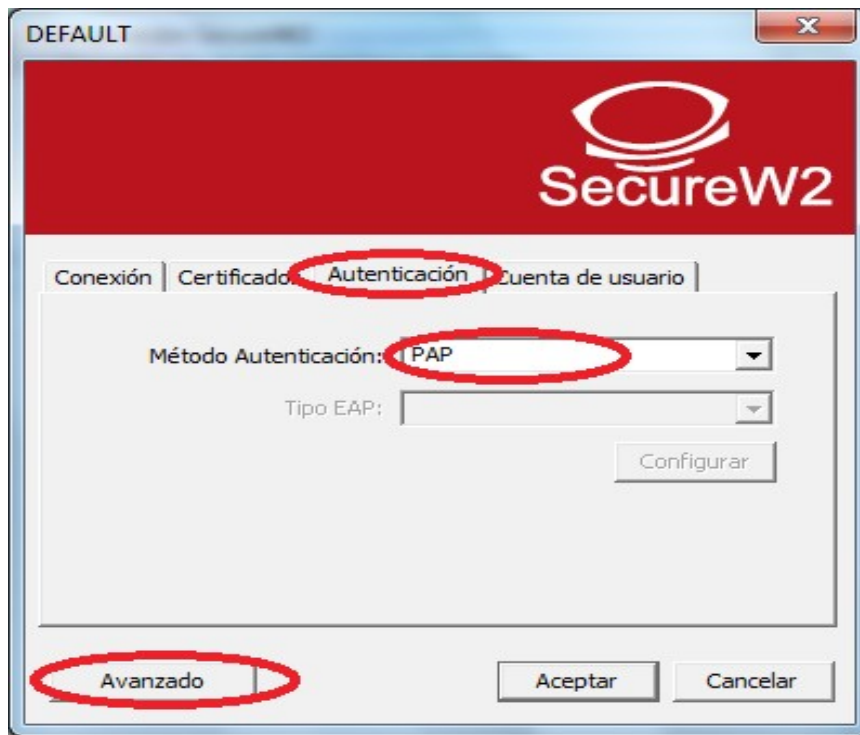 DEFAULT
SecureW2
Conexión Certificado Autenticación Cuenta de usuario
Método Autenticación: PAP
Tipo EAP:
Configurar
Avanzado Aceptar Cancelar